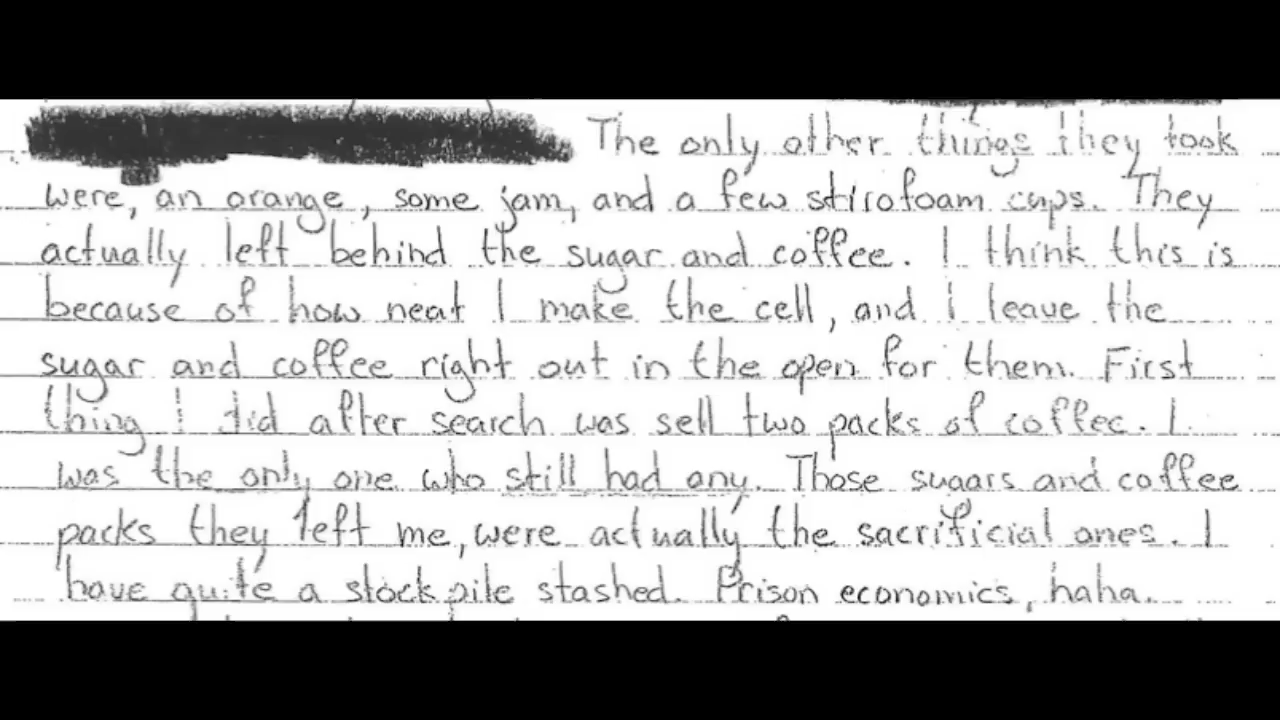 The only other things they took
were, an orange, some jam, and a few stirofoam cups. They
actually left behind the sugar and coffee. I think this is
because of how neat I make the cell, and I leave the
sugar and coffee right out in the open for them. First
thing I did after search was sell two packs of coffee. I
was the only one who still had any. Those sugars and coffee
packs they left me, were actually the sacrificial ones. I
have quite a stockpile stashed. Prison economics, haha.